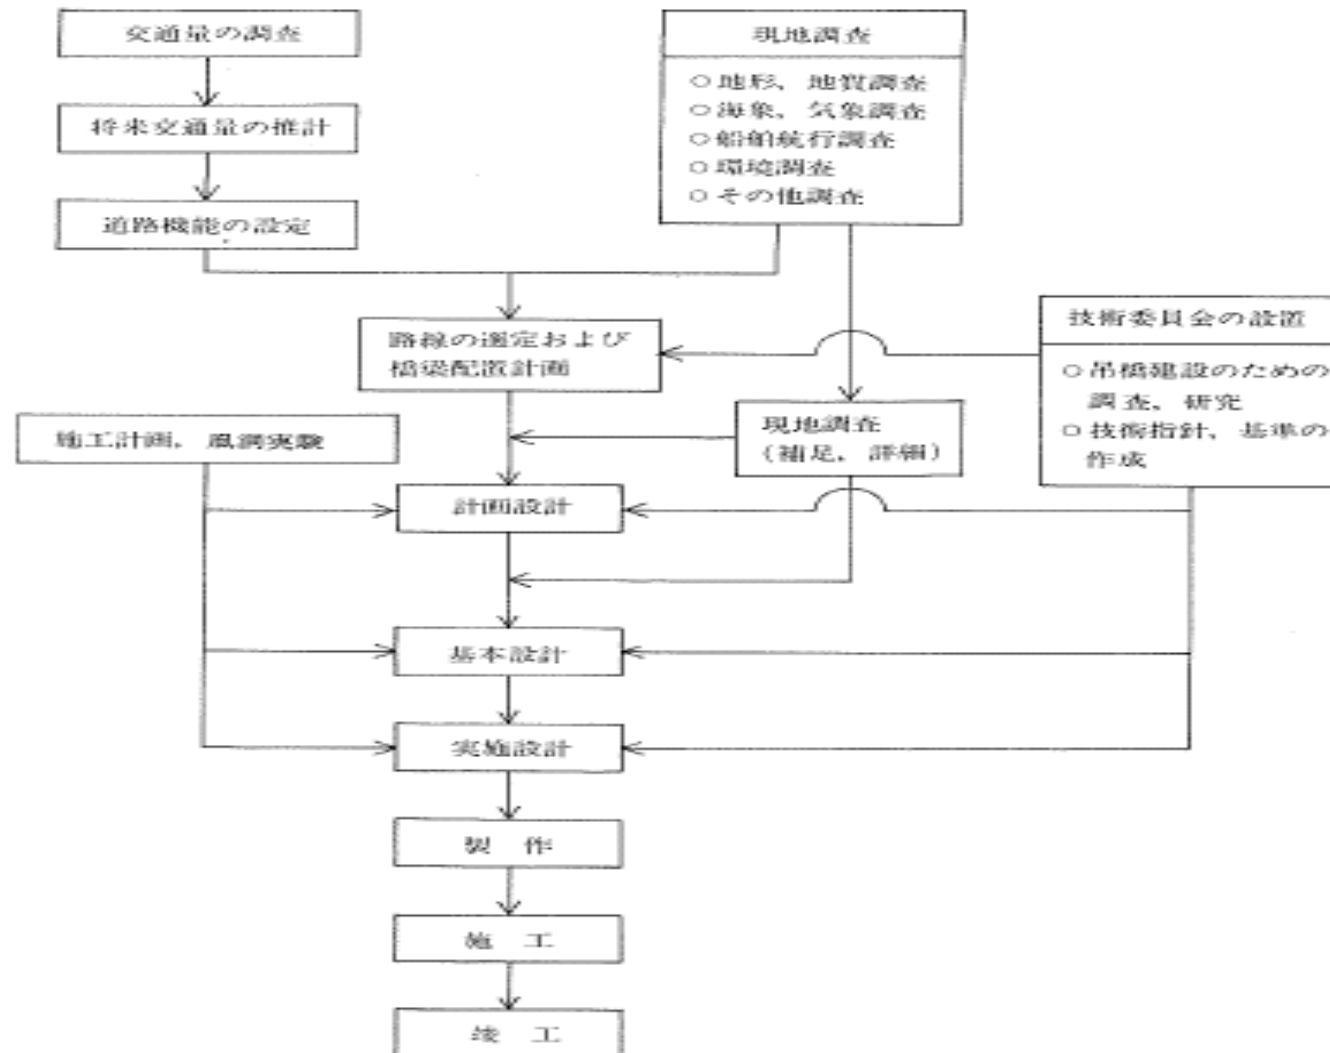 交通量の調査
将来交通量の推計
道路機能の設定
現地調査
○地形、地質調査
○海象、気象調査
○船舶航行調査
○環境調査
○その他調査
路線の選定および
橋梁配置計画
技術委員会の設置
○吊橋建設のための
調査、研究
○技術指針、基準の
作成
施工計画、風洞実験
現地調査
(補足、詳細)
計画設計
基本設計
実施設計
製 作
施 工
竣 工